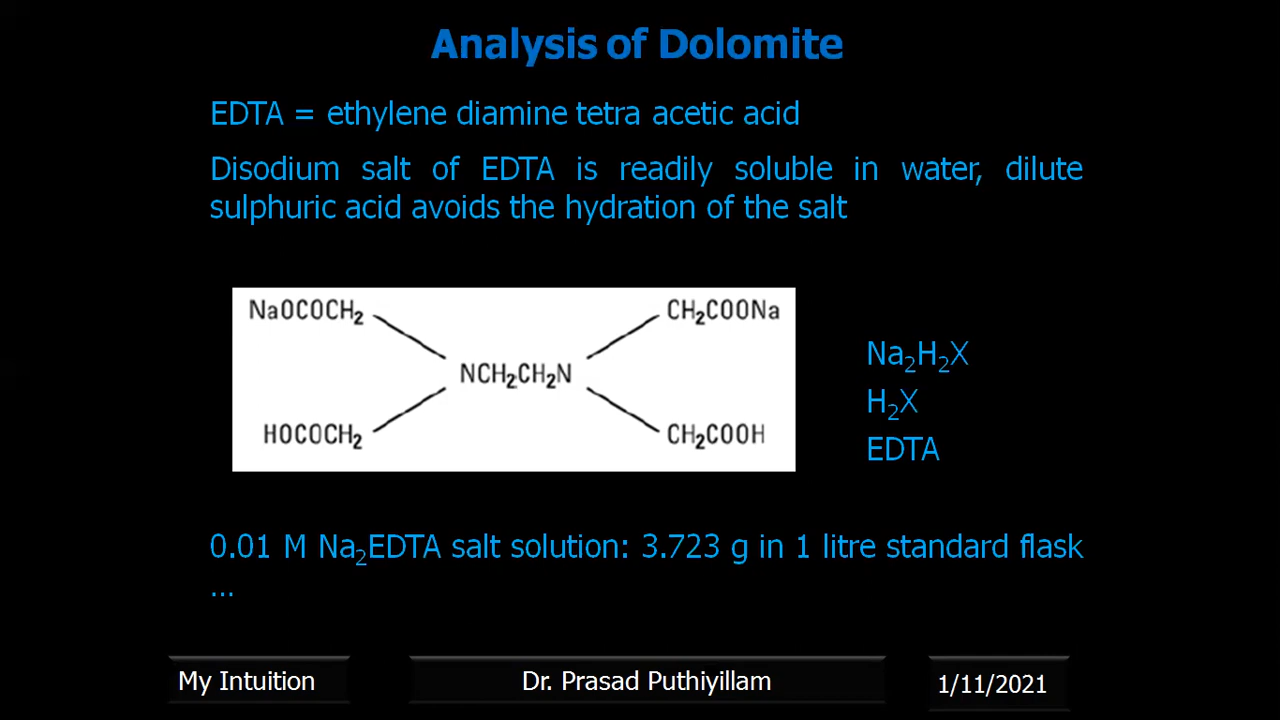 Analysis of Dolomite
EDTA = ethylene diamine tetra acetic acid
Disodium salt of EDTA is readily soluble in water, dilute
sulphuric acid avoids the hydration of the salt
NaOCOCH₂ CH₂COONa
NCH₂CH₂N
HOCOCH₂ CH₂COOH
Na₂H₂X
H₂X
EDTA
0.01 M Na₂EDTA salt solution: 3.723 g in 1 litre standard flask
...
My Intuition
Dr. Prasad Puthiyillam
1/11/2021